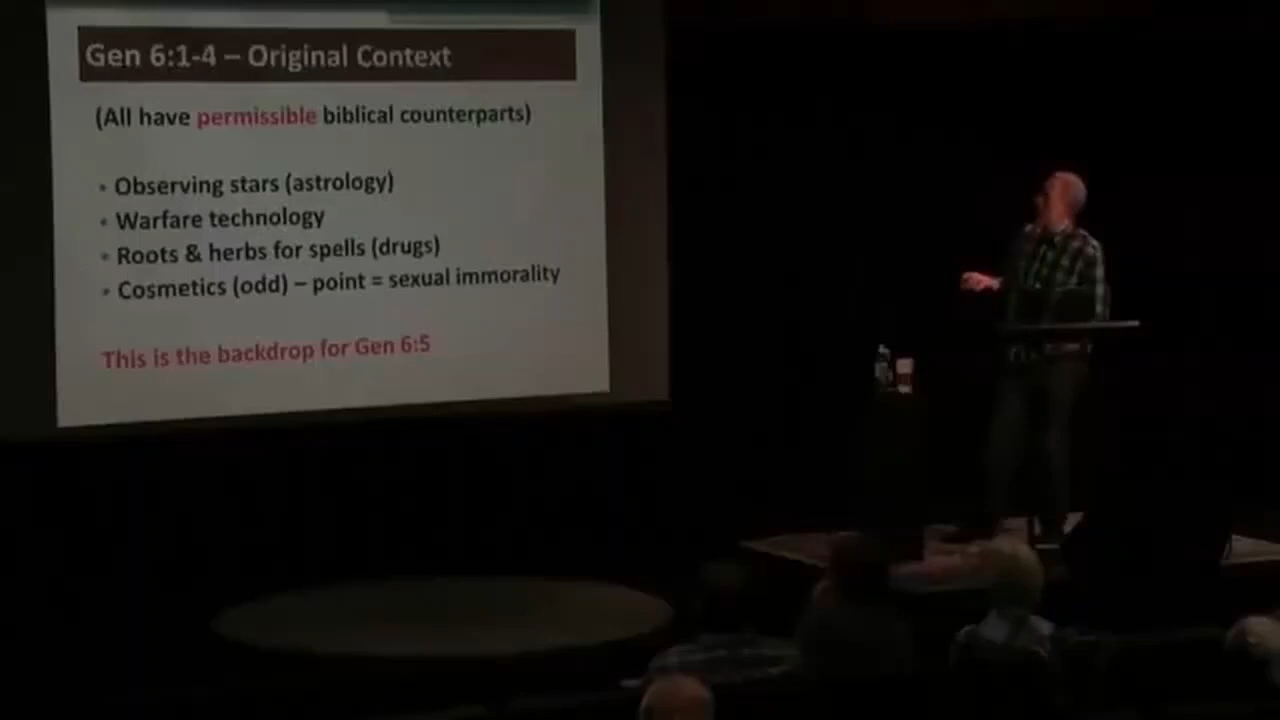 Gen 6:1-4 – Original Context
(All have permissible biblical counterparts)
• Observing stars (astrology)
• Warfare technology
• Roots & herbs for spells (drugs)
• Cosmetics (odd) – point = sexual immorality
This is the backdrop for Gen 6:5